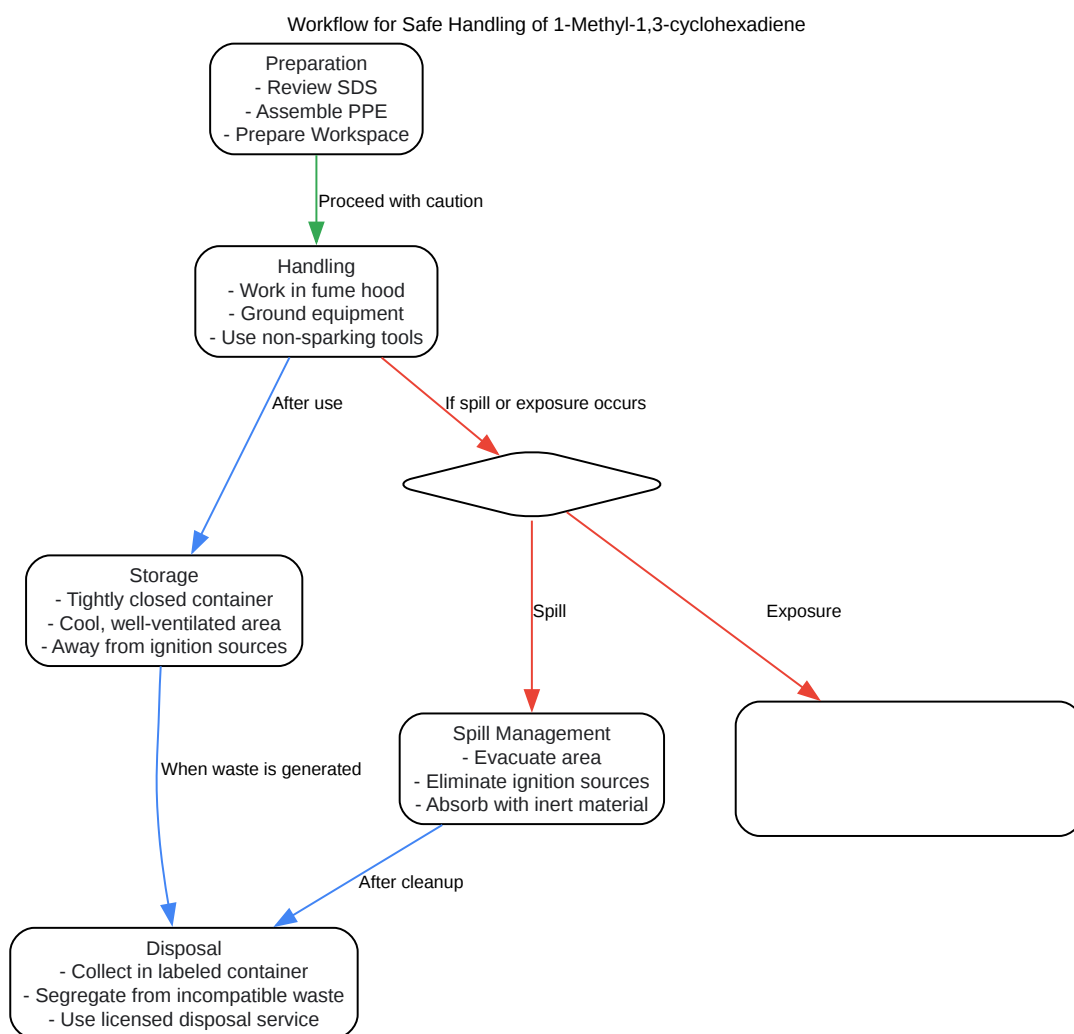 Workflow for Safe Handling of 1-Methyl-1,3-cyclohexadiene
Preparation
- Review SDS
- Assemble PPE
- Prepare Workspace
Proceed with caution
Handling
- Work in fume hood
- Ground equipment
- Use non-sparking tools
After use
If spill or exposure occurs
Storage
- Tightly closed container
- Cool, well-ventilated area
- Away from ignition sources
Spill
Exposure
Spill Management
- Evacuate area
- Eliminate ignition sources
- Absorb with inert material
When waste is generated
After cleanup
Disposal
- Collect in labeled container
- Segregate from incompatible waste
- Use licensed disposal service